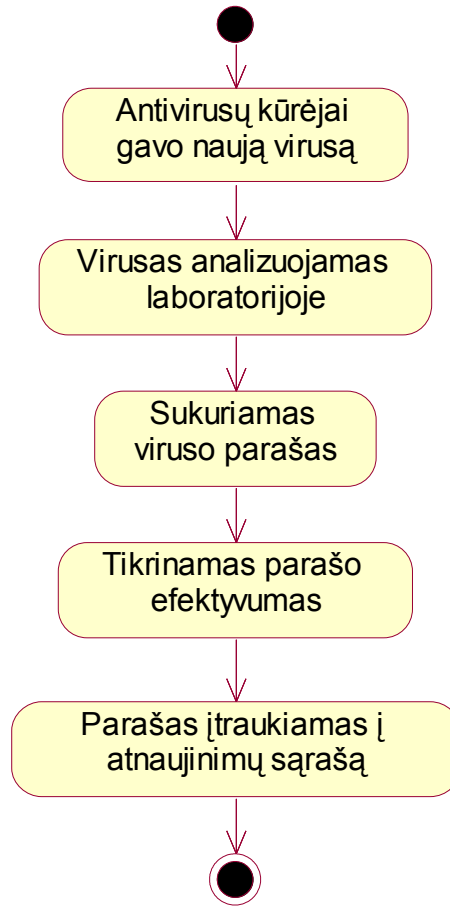 Antivirusų kūrėjai
gavo naują virusą
Virusas analizuojamas
laboratorijoje
Sukuriamas
viruso parašas
Tikrinamas parašo
efektyvumas
Parašas įtraukiamas į
atnaujinimų sąrašą